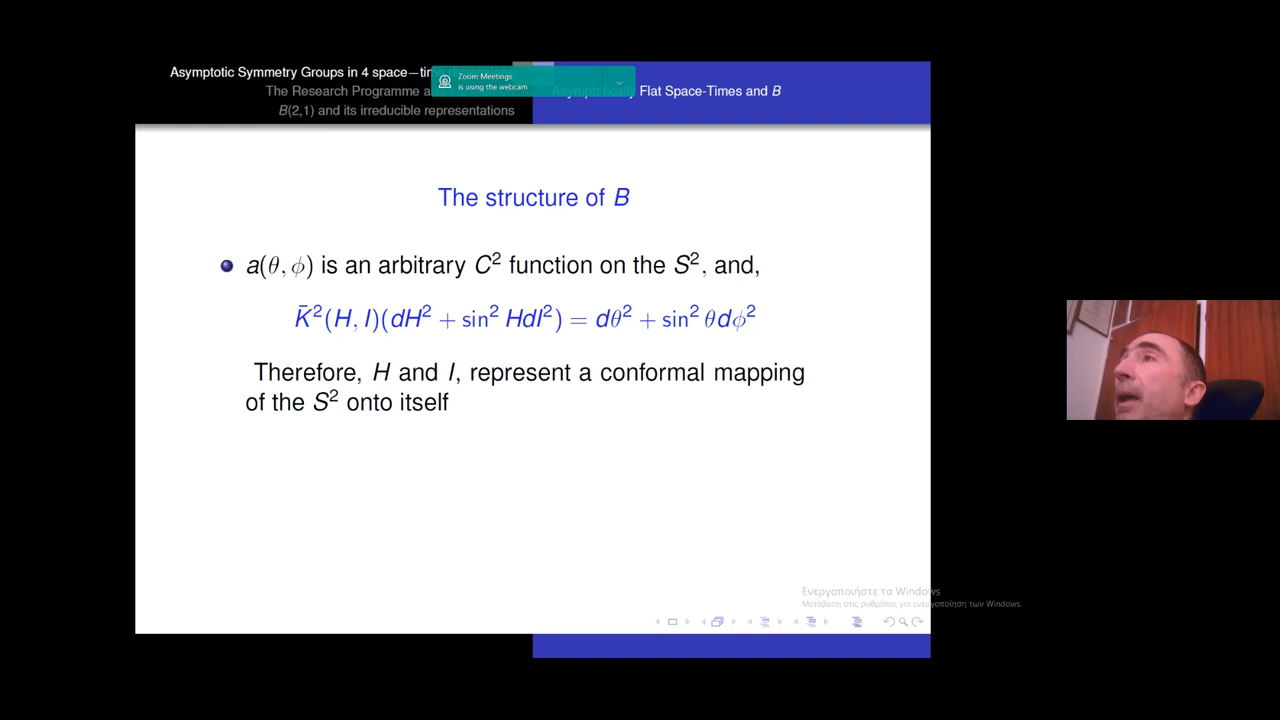 Asymptotic Symmetry Groups in 4 space—tim
The Research Programme a
B(2,1) and its irreducible representations
Zoom Meetings
is using the webcam
Asymptotically Flat Space-Times and B
The structure of B
a(θ, ϕ) is an arbitrary C² function on the S², and,
K̄²(H, I)(dH² + sin² HdI²) = dθ² + sin² θdϕ²
Therefore, H and I, represent a conformal mapping
of the S² onto itself
Ενεργοποιήστε τα Windows
Μετάβαση στις ρυθμίσεις για ενεργοποίηση των Windows.